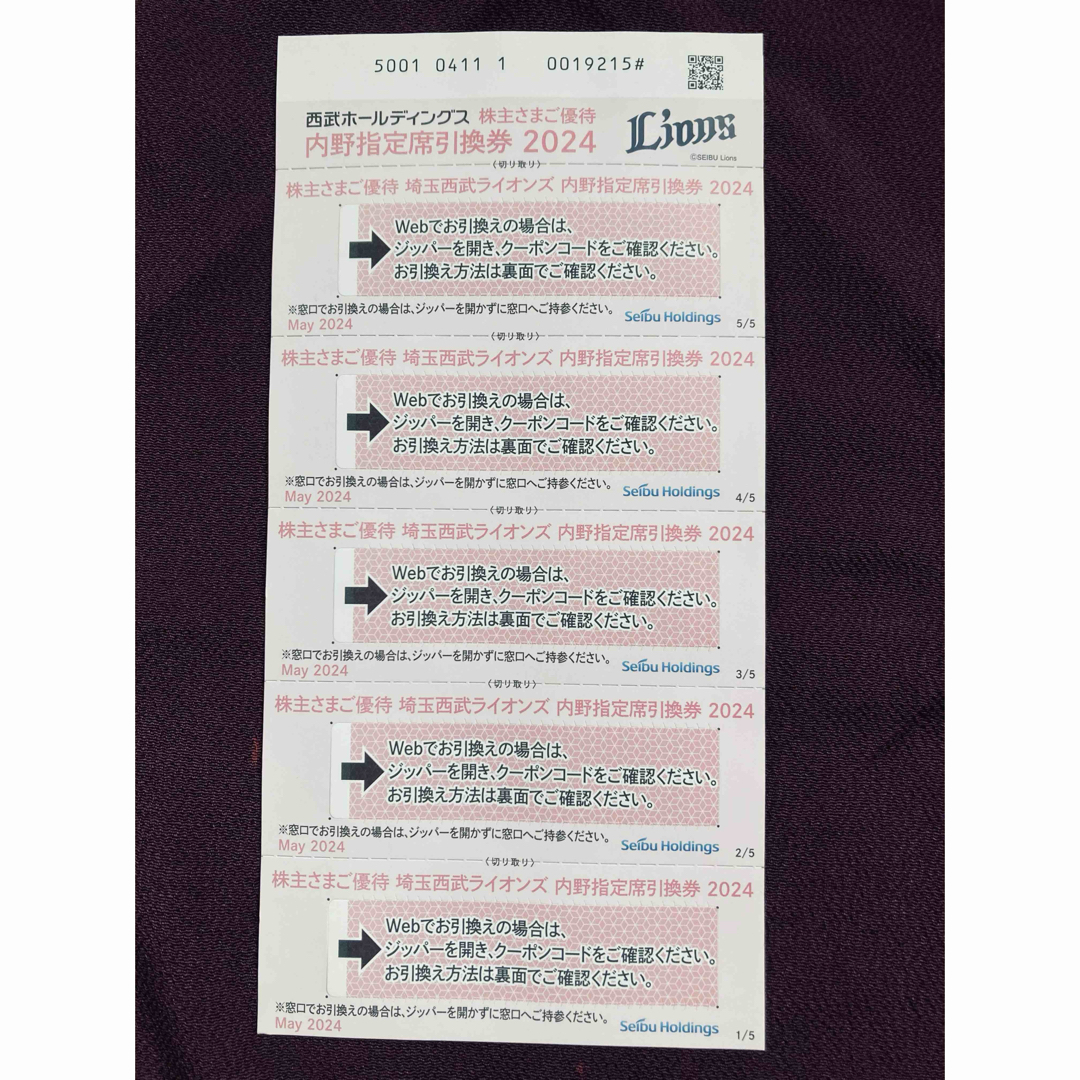 5001 0411 1 0019215#
西武ホールディングス 株主さまご優待
内野指定席引換券 2024
Lions
©SEIBU Lions
〈切り取り〉
株主さまご優待 埼玉西武ライオンズ 内野指定席引換券 2024
Webでお引換えの場合は、
ジッパーを開き、クーポンコードをご確認ください。
お引換え方法は裏面でご確認ください。
※窓口でお引換えの場合は、ジッパーを開かずに窓口へご持参ください。
May 2024
Seibu Holdings
5/5
〈切り取り〉
株主さまご優待 埼玉西武ライオンズ 内野指定席引換券 2024
Webでお引換えの場合は、
ジッパーを開き、クーポンコードをご確認ください。
お引換え方法は裏面でご確認ください。
※窓口でお引換えの場合は、ジッパーを開かずに窓口へご持参ください。
May 2024
Seibu Holdings
4/5
〈切り取り〉
株主さまご優待 埼玉西武ライオンズ 内野指定席引換券 2024
Webでお引換えの場合は、
ジッパーを開き、クーポンコードをご確認ください。
お引換え方法は裏面でご確認ください。
※窓口でお引換えの場合は、ジッパーを開かずに窓口へご持参ください。
May 2024
Seibu Holdings
3/5
〈切り取り〉
株主さまご優待 埼玉西武ライオンズ 内野指定席引換券 2024
Webでお引換えの場合は、
ジッパーを開き、クーポンコードをご確認ください。
お引換え方法は裏面でご確認ください。
※窓口でお引換えの場合は、ジッパーを開かずに窓口へご持参ください。
May 2024
Seibu Holdings
2/5
〈切り取り〉
株主さまご優待 埼玉西武ライオンズ 内野指定席引換券 2024
Webでお引換えの場合は、
ジッパーを開き、クーポンコードをご確認ください。
お引換え方法は裏面でご確認ください。
※窓口でお引換えの場合は、ジッパーを開かずに窓口へご持参ください。
May 2024
Seibu Holdings
1/5